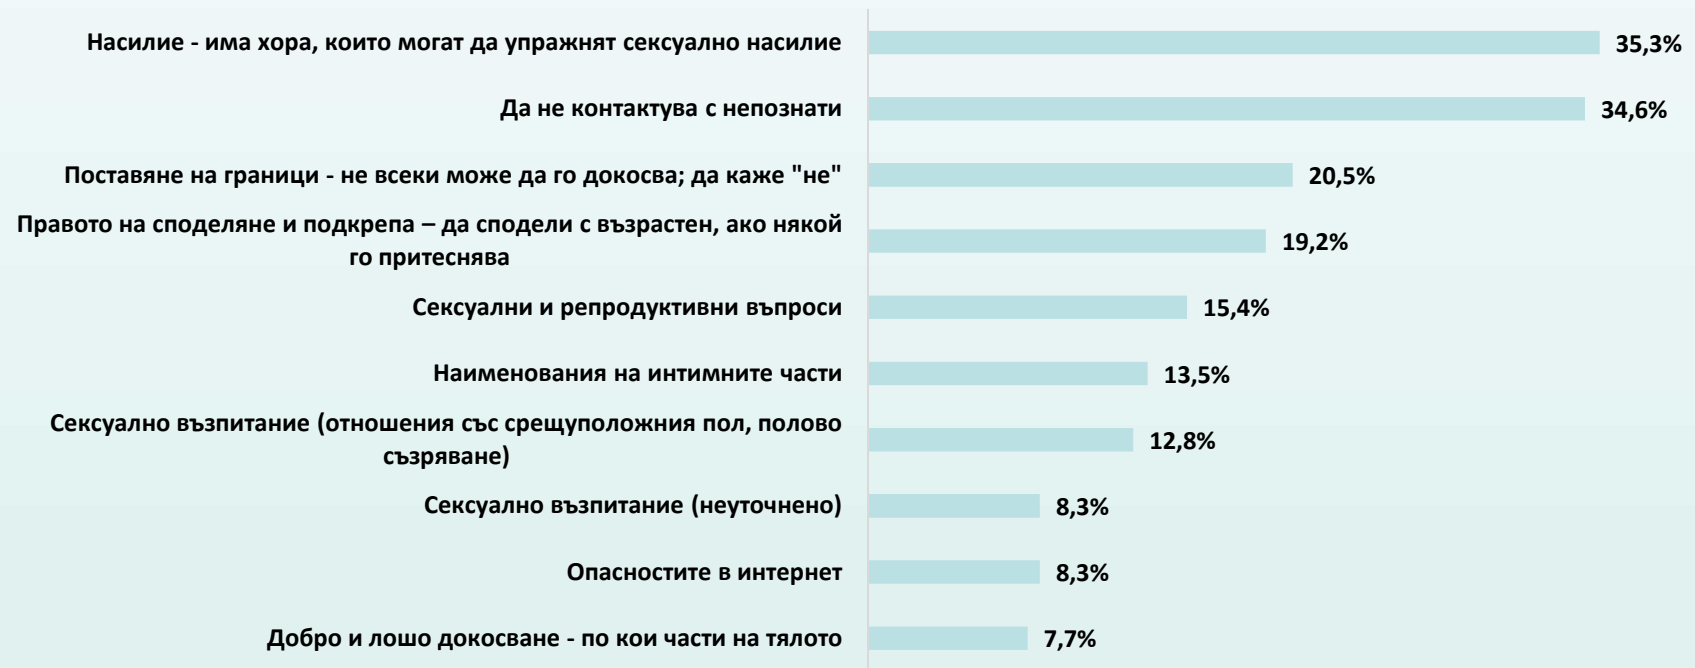 Насилие - има хора, които могат да упражнят сексуално насилие 35,3%
Да не контактува с непознати 34,6%
Поставяне на граници - не всеки може да го докосва; да каже "не" 20,5%
Правото на споделяне и подкрепа – да сподели с възрастен, ако някой
го притеснява 19,2%
Сексуални и репродуктивни въпроси 15,4%
Наименования на интимните части 13,5%
Сексуално възпитание (отношения със срещуположния пол, полово
съзряване) 12,8%
Сексуално възпитание (неуточнено) 8,3%
Опасностите в интернет 8,3%
Добро и лошо докосване - по кои части на тялото 7,7%